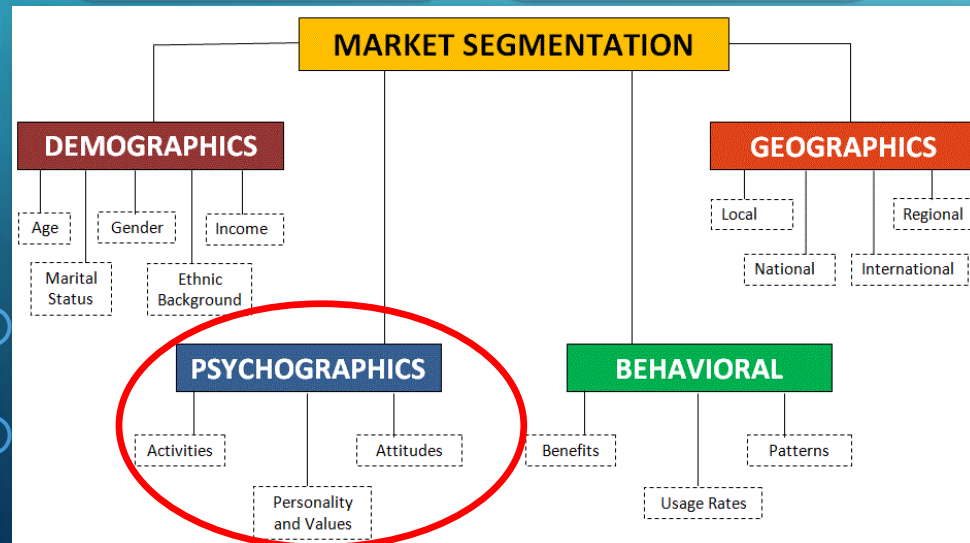 MARKET SEGMENTATION
DEMOGRAPHICS
Age
Gender
Income
Marital
Status
Ethnic
Background
GEOGRAPHICS
Local
Regional
National
International
PSYCHOGRAPHICS
Activities
Attitudes
Personality
and Values
BEHAVIORAL
Benefits
Patterns
Usage Rates